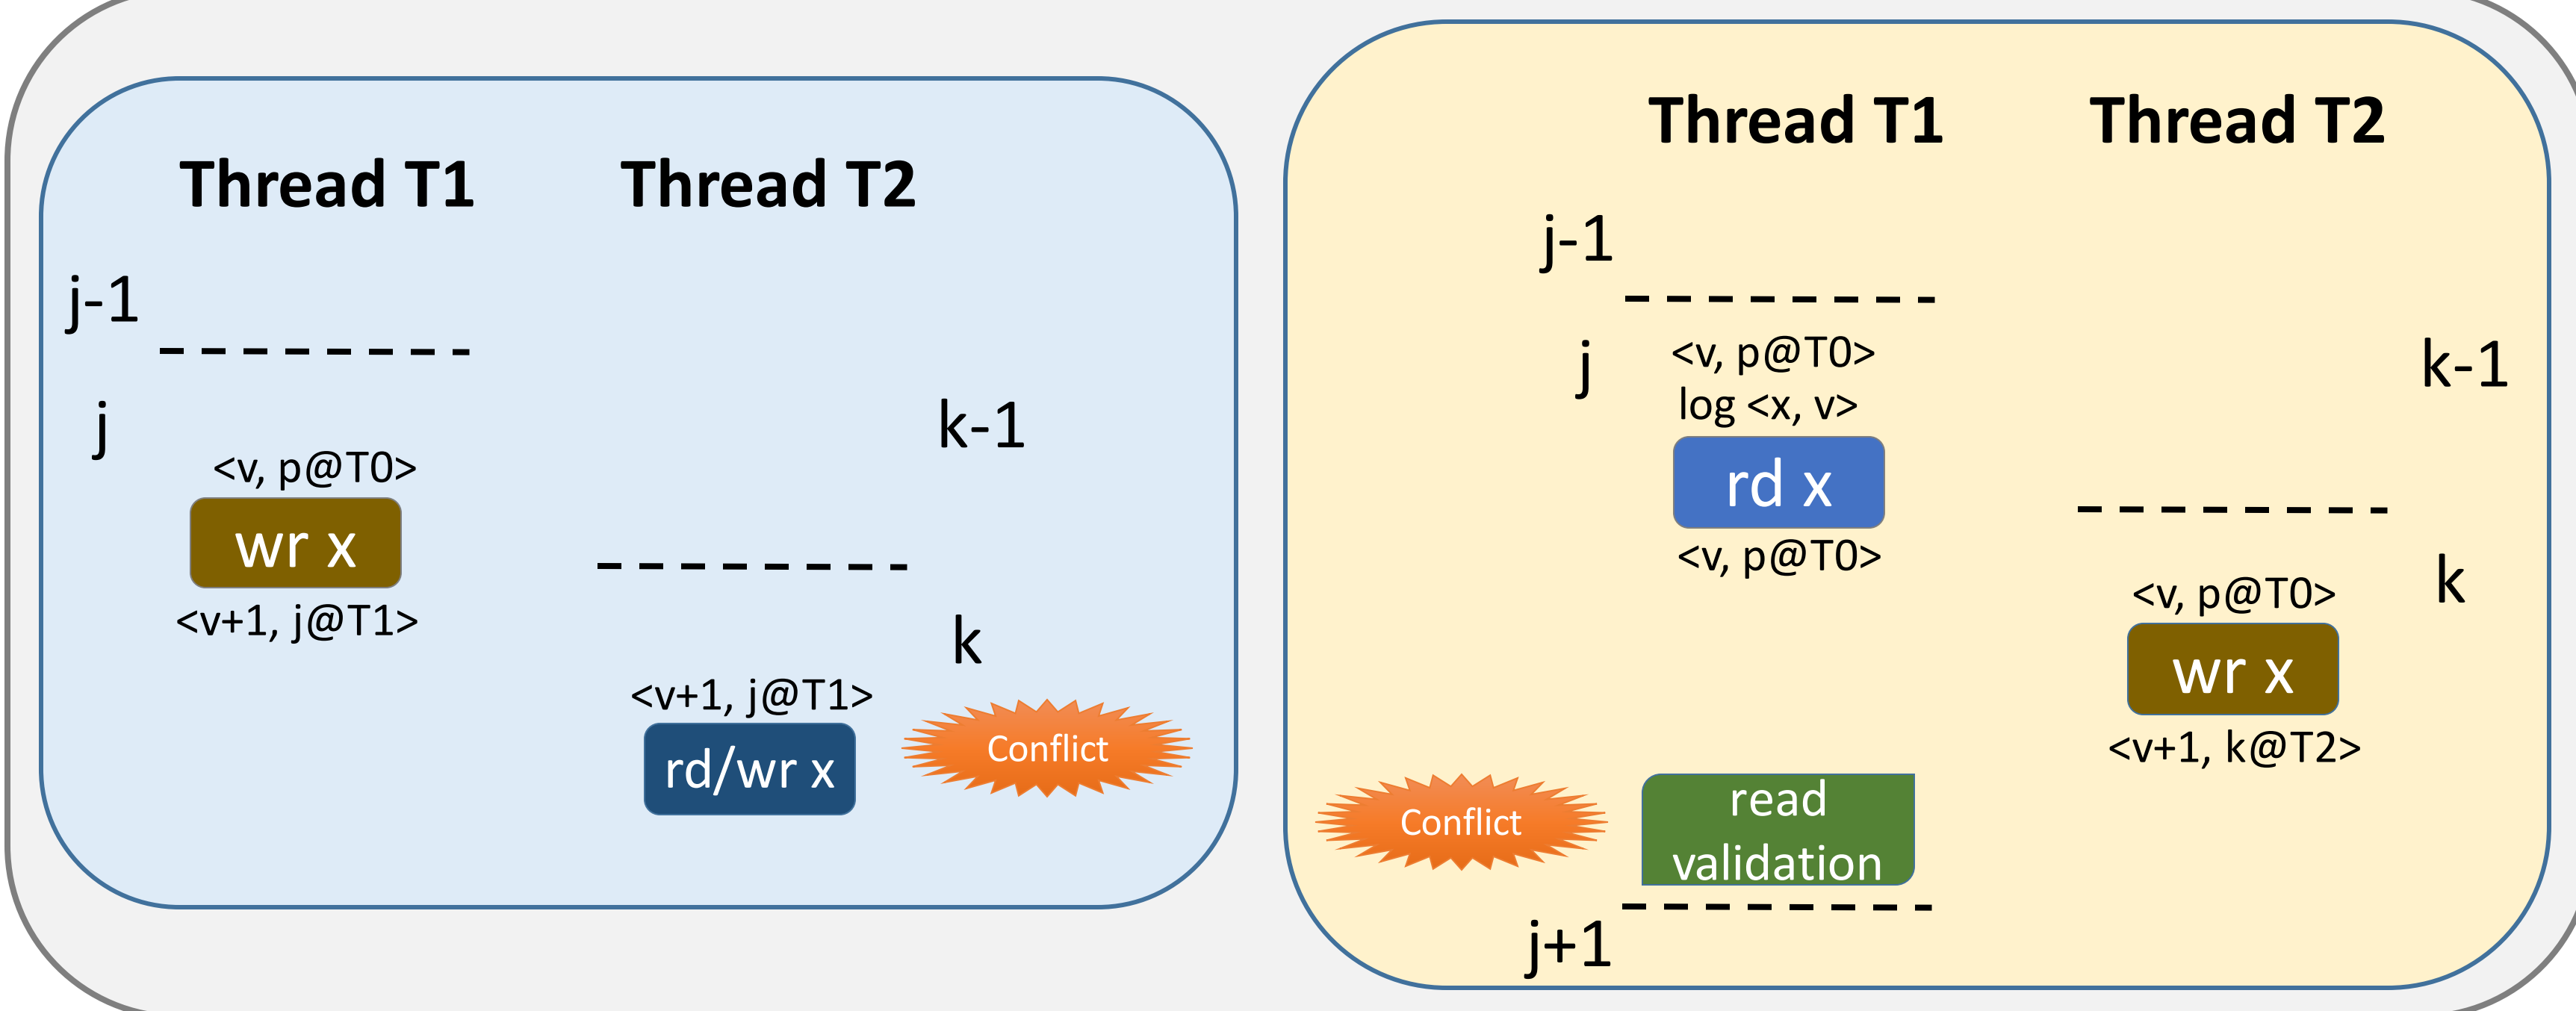 Thread T1
Thread T2
j-1
j
k-1
<v, p@T0>
wr x
<v+1, j@T1>
k
<v+1, j@T1>
rd/wr x
Conflict
Thread T1
Thread T2
j-1
j
<v, p@T0>
k-1
log <x, v>
rd x
<v, p@T0>
k
<v, p@T0>
wr x
<v+1, k@T2>
Conflict
read
validation
j+1